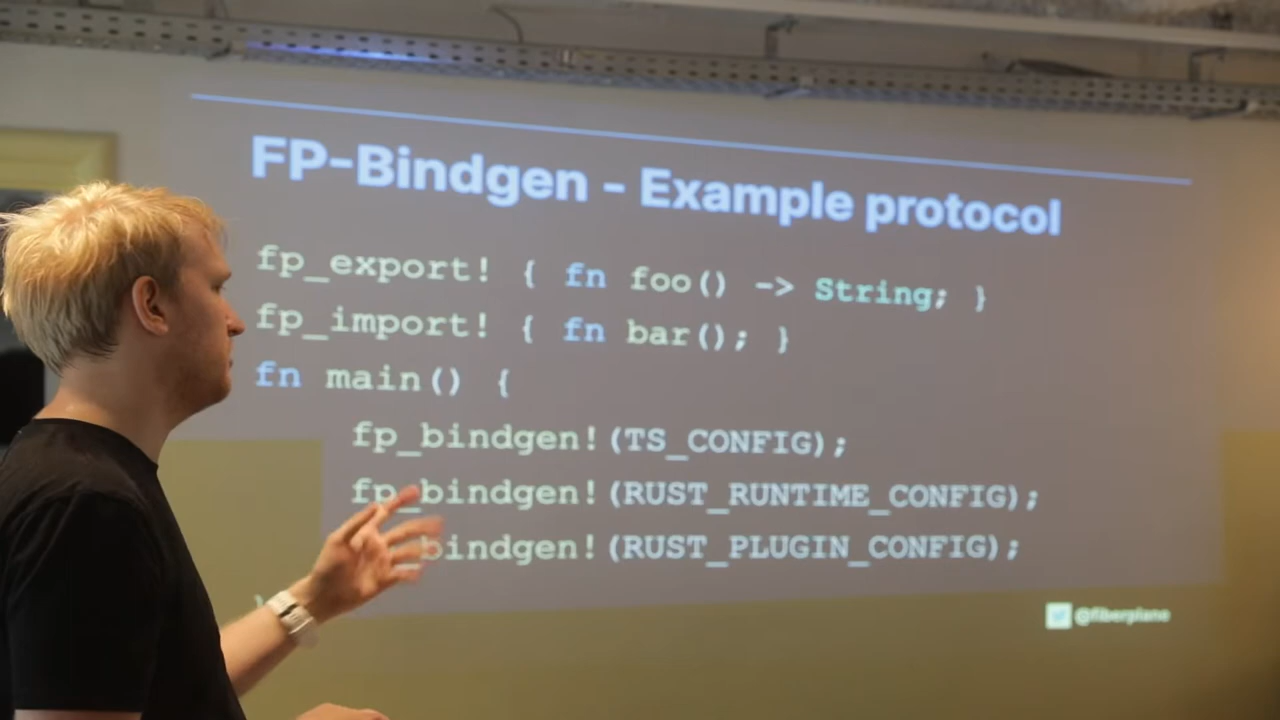 FP-Bindgen - Example protocol
fp_export! { fn foo() -> String; }
fp_import! { fn bar(); }
fn main() {
fp_bindgen!(TS_CONFIG);
fp_bindgen!(RUST_RUNTIME_CONFIG);
bindgen!(RUST_PLUGIN_CONFIG);
}
@fiberplane